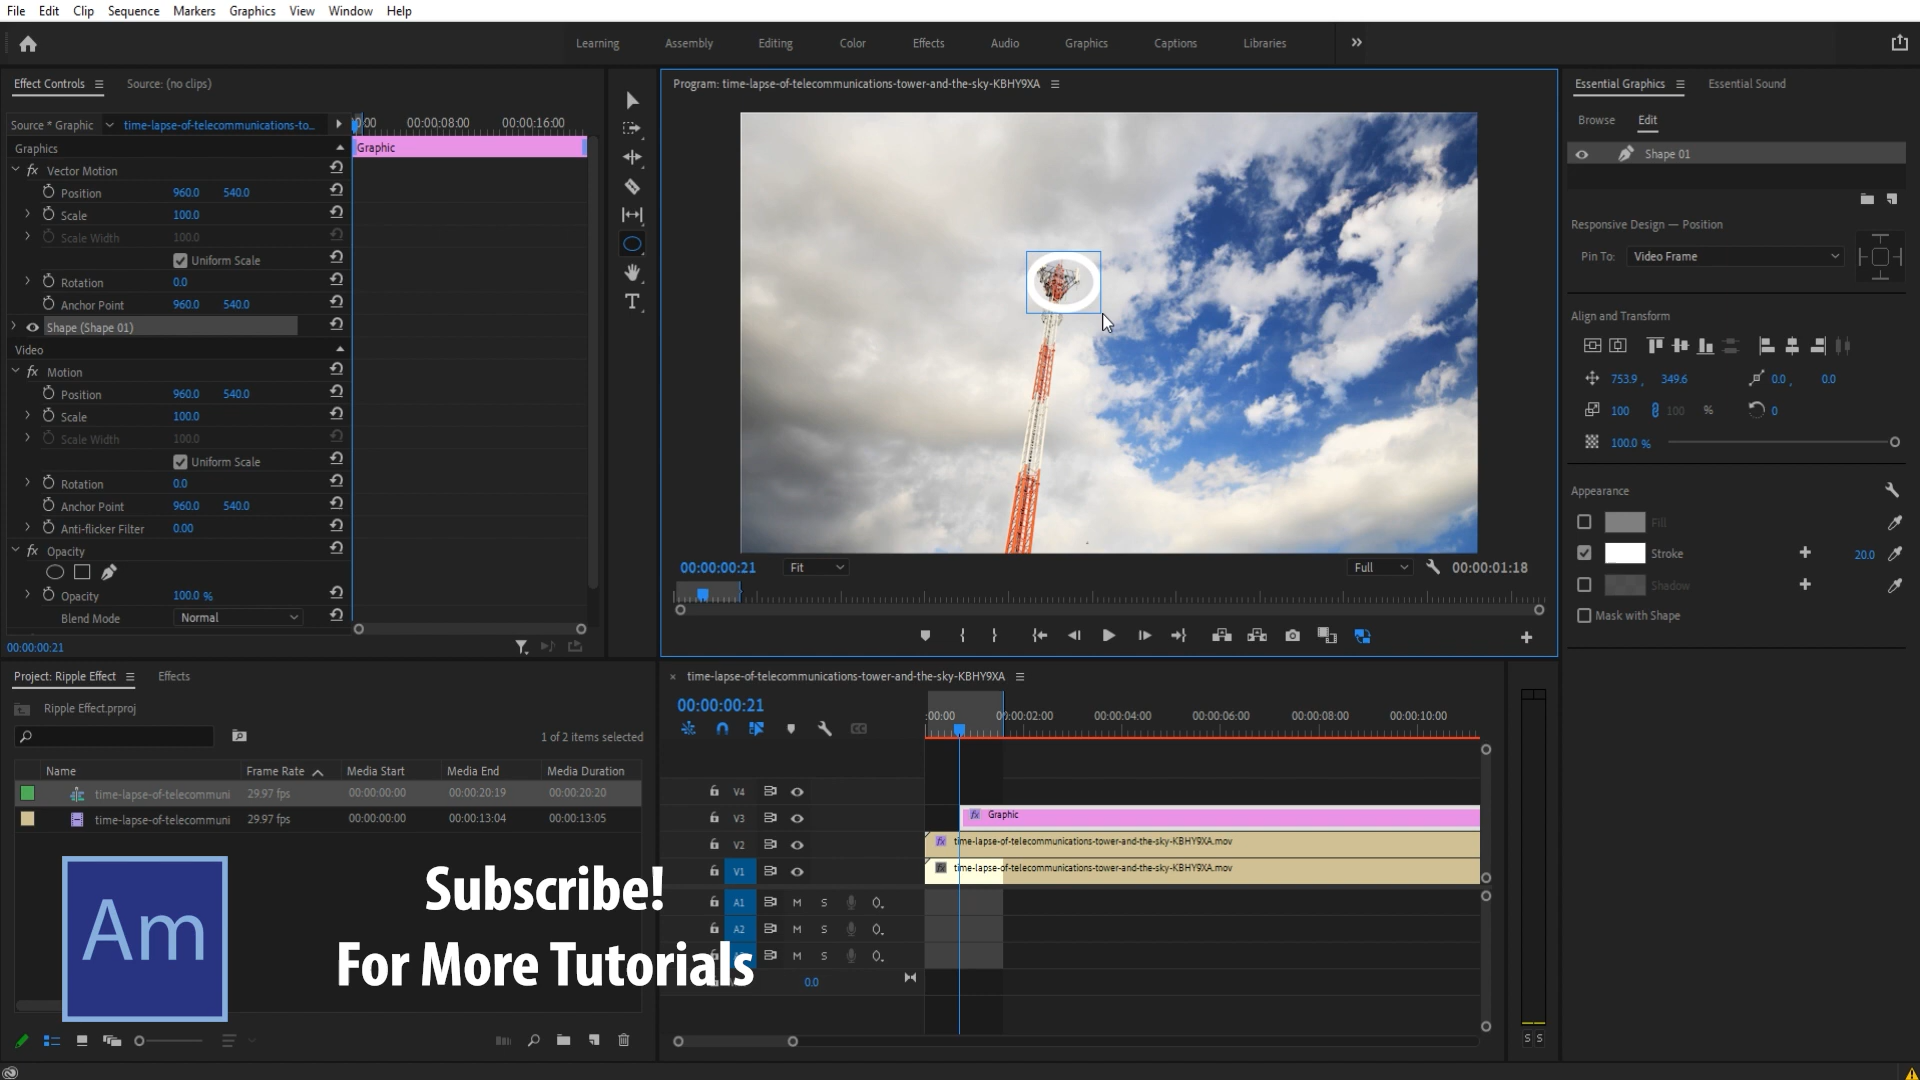 File Edit Clip Sequence Markers Graphics View Window Help
Learning Assembly Editing Color Effects Audio Graphics Captions Libraries
Effect Controls Source: (no clips)
Source * Graphic time-lapse-of-telecommunications-to... 00:00 00:00:08:00 00:00:16:00
Graphics Graphic
fx Vector Motion
Position 960.0 540.0
Scale 100.0
Scale Width 100.0
Uniform Scale
Rotation 0.0
Anchor Point 960.0 540.0
Shape (Shape 01)
Video
fx Motion
Position 960.0 540.0
Scale 100.0
Scale Width 100.0
Uniform Scale
Rotation 0.0
Anchor Point 960.0 540.0
Anti-flicker Filter 0.00
fx Opacity
Opacity 100.0 %
Blend Mode Normal
00:00:00:21
Program: time-lapse-of-telecommunications-tower-and-the-sky-KBHY9XA
00:00:00:21 Fit Full 00:00:01:18
Essential Graphics Essential Sound
Browse Edit
Shape 01
Responsive Design — Position
Pin To: Video Frame
Align and Transform
753.9 , 349.6 0.0 , 0.0
100 100 % 0
100.0 %
Appearance
Fill
Stroke 20.0
Shadow
Mask with Shape
Project: Ripple Effect Effects
Ripple Effect.prproj
1 of 2 items selected
Name Frame Rate Media Start Media End Media Duration
time-lapse-of-telecommuni 29.97 fps 00:00:00:00 00:00:20:19 00:00:20:20
time-lapse-of-telecommuni 29.97 fps 00:00:00:00 00:00:13:04 00:00:13:05
Am
Subscribe!
For More Tutorials
× time-lapse-of-telecommunications-tower-and-the-sky-KBHY9XA
00:00:00:21
:00:00 00:00:02:00 00:00:04:00 00:00:06:00 00:00:08:00 00:00:10:00
V4
V3 fx Graphic
V2 fx time-lapse-of-telecommunications-tower-and-the-sky-KBHY9XA.mov
V1 fx time-lapse-of-telecommunications-tower-and-the-sky-KBHY9XA.mov
A1 M S
A2 M S
M S
0.0
S S